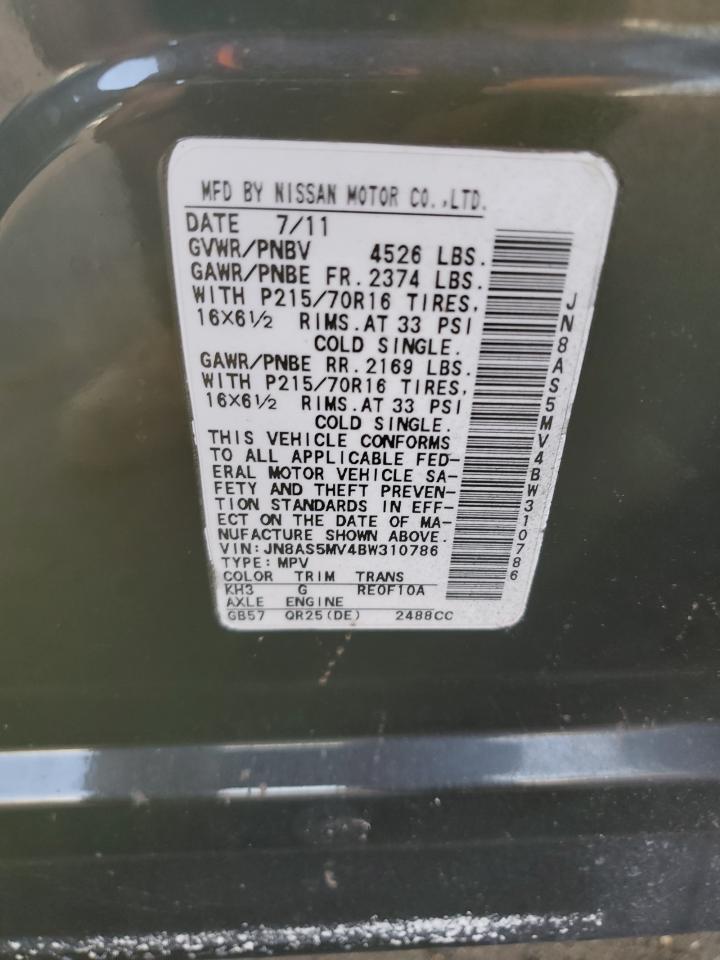 MFD BY NISSAN MOTOR CO.,LTD.
DATE 7/11
GVWR/PNBV 4526 LBS.
GAWR/PNBE FR. 2374 LBS.
WITH P215/70R16 TIRES,
16X6½ RIMS. AT 33 PSI
COLD SINGLE.
GAWR/PNBE RR. 2169 LBS.
WITH P215/70R16 TIRES,
16X6½ RIMS. AT 33 PSI
COLD SINGLE.
THIS VEHICLE CONFORMS
TO ALL APPLICABLE FED-
ERAL MOTOR VEHICLE SA-
FETY AND THEFT PREVEN-
TION STANDARDS IN EFF-
ECT ON THE DATE OF MA-
NUFACTURE SHOWN ABOVE.
VIN:JN8AS5MV4BW310786
TYPE: MPV
COLOR TRIM TRANS
KH3 G RE0F10A
AXLE ENGINE
GB57 QR25(DE) 2488CC
JN8AS5MV4BW310786